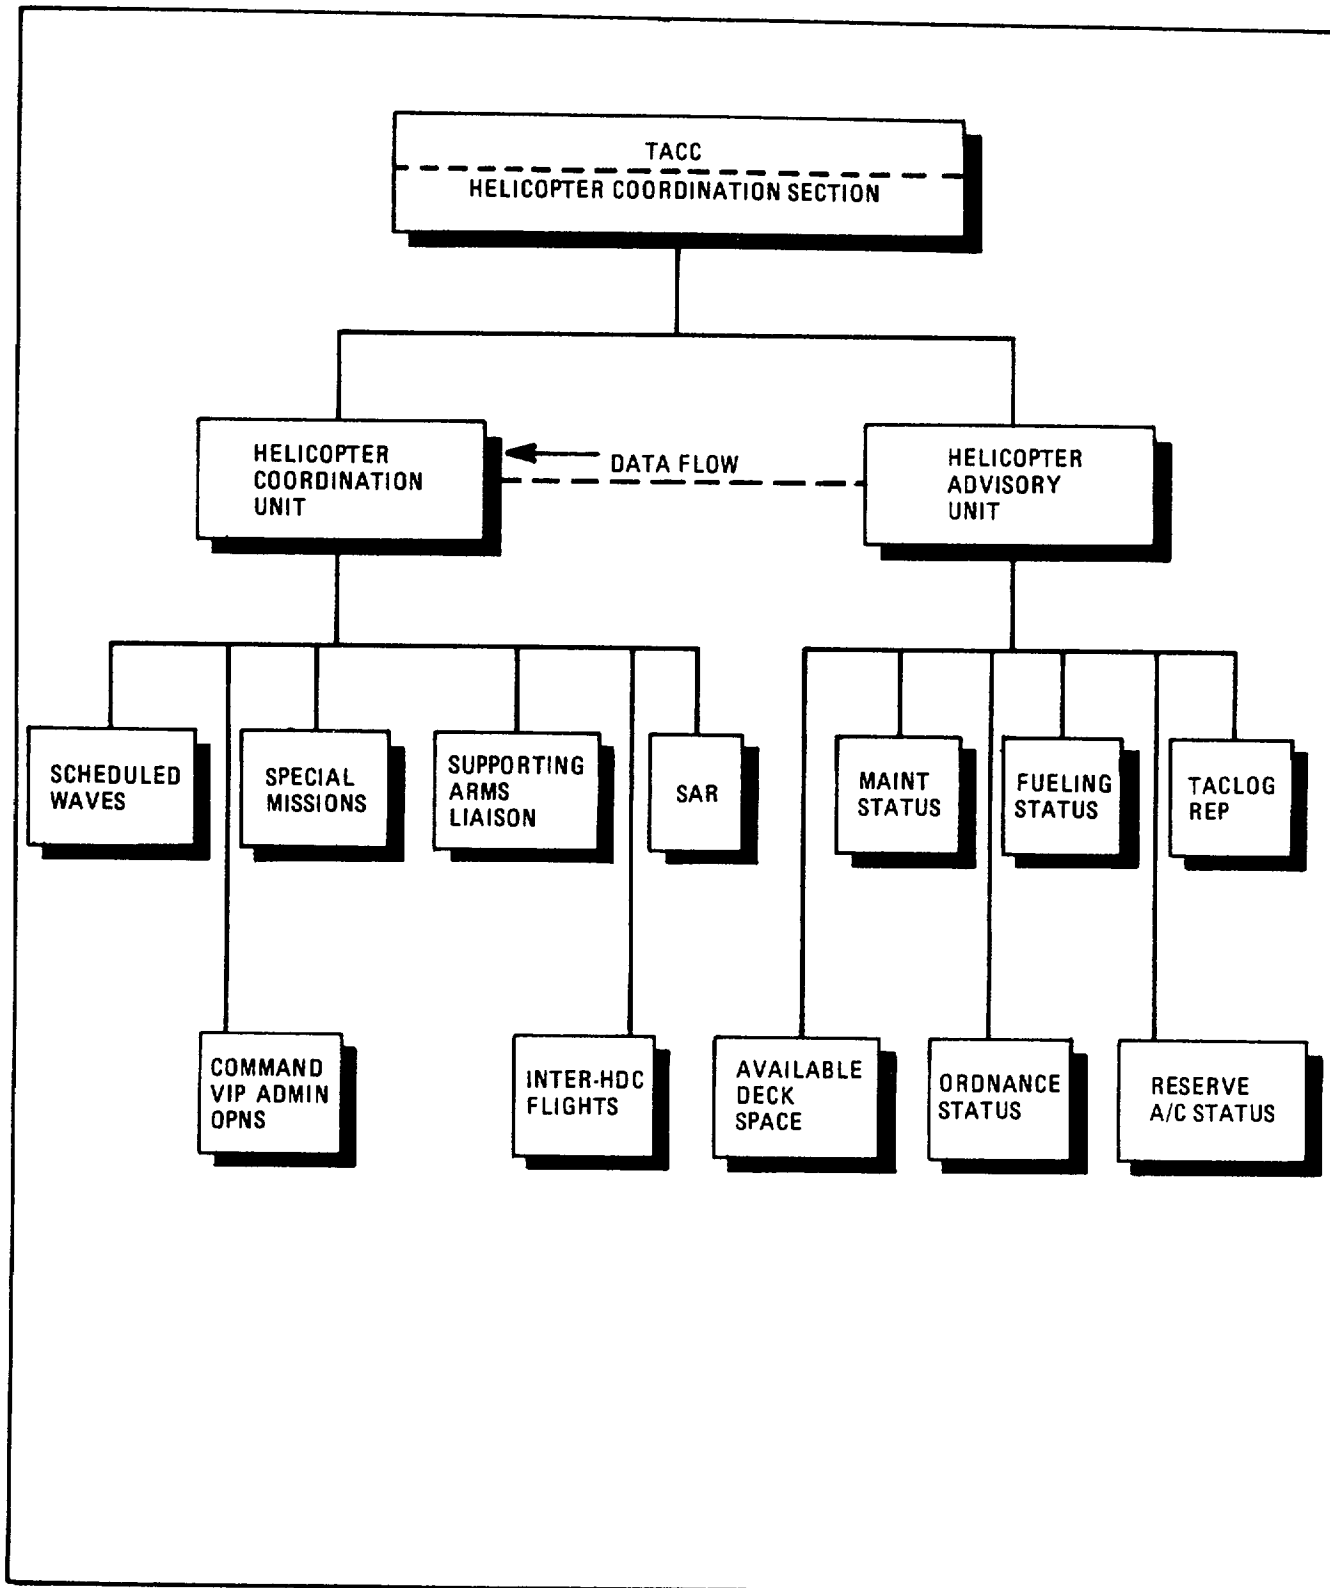 TACC
HELICOPTER COORDINATION SECTION
HELICOPTER
COORDINATION
UNIT
DATA FLOW
HELICOPTER
ADVISORY
UNIT
SCHEDULED
WAVES
SPECIAL
MISSIONS
SUPPORTING
ARMS
LIAISON
SAR
MAINT
STATUS
FUELING
STATUS
TACLOG
REP
COMMAND
VIP ADMIN
OPNS
INTER-HDC
FLIGHTS
AVAILABLE
DECK
SPACE
ORDNANCE
STATUS
RESERVE
A/C STATUS